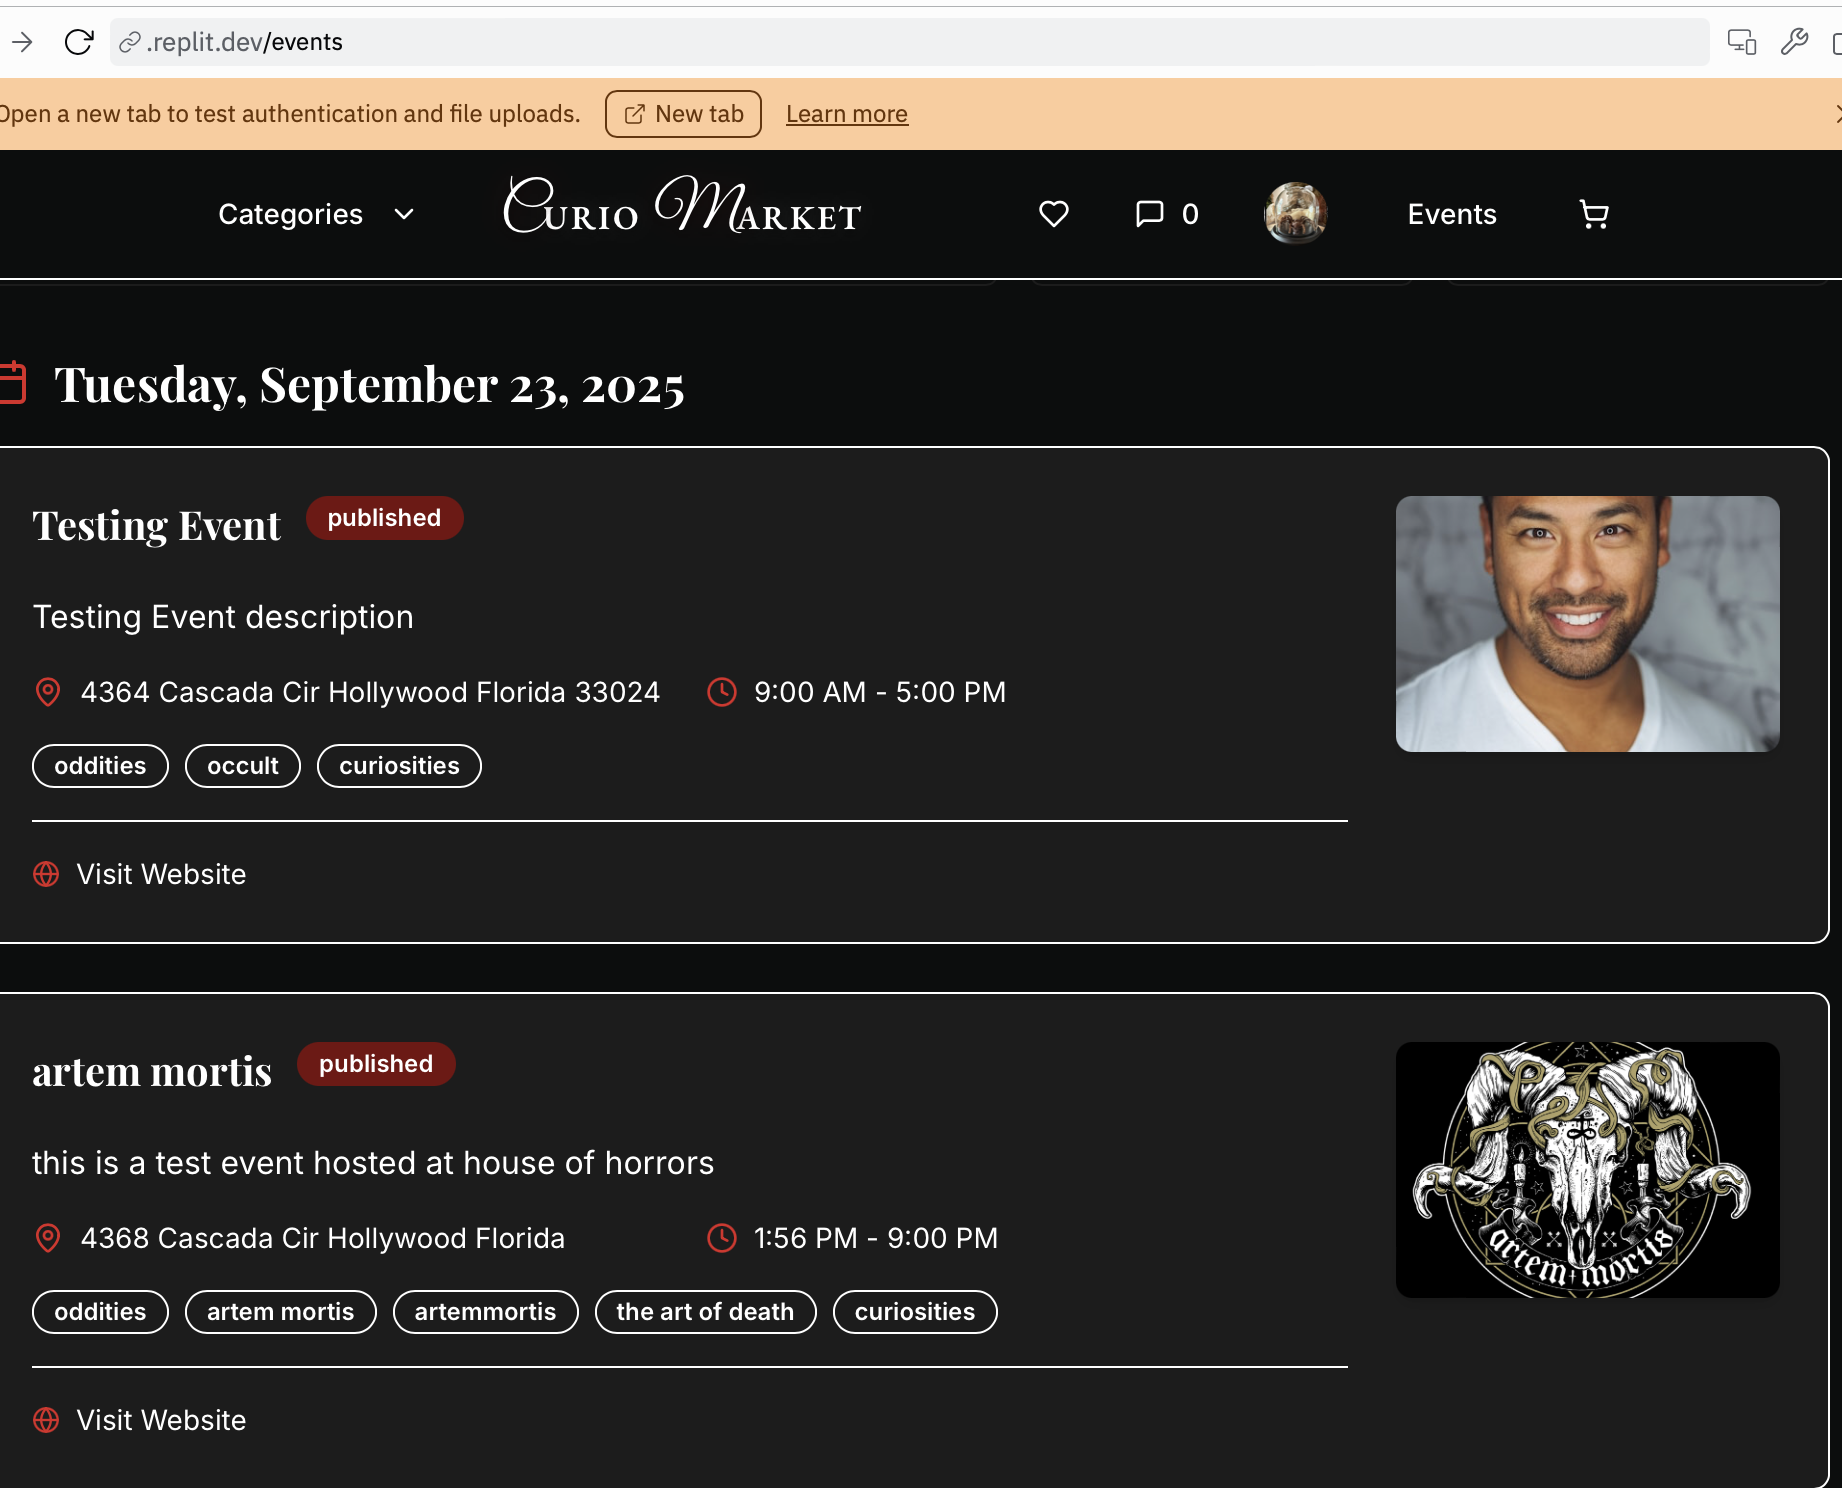 .replit.dev/events
Open a new tab to test authentication and file uploads. New tab Learn more
Categories Curio Market 0 Events
Tuesday, September 23, 2025
Testing Event published
Testing Event description
4364 Cascada Cir Hollywood Florida 33024 9:00 AM - 5:00 PM
oddities occult curiosities
Visit Website
artem mortis published
this is a test event hosted at house of horrors
4368 Cascada Cir Hollywood Florida 1:56 PM - 9:00 PM
artem mortis
oddities artem mortis artemmortis the art of death curiosities
Visit Website